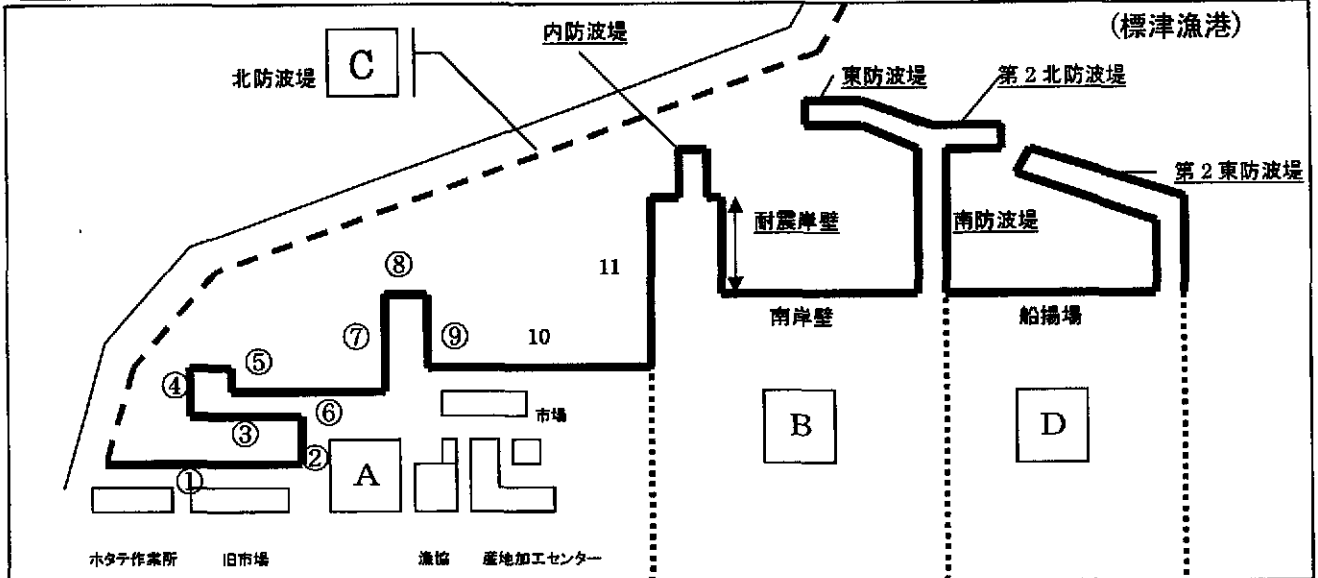 (標津漁港)
内防波堤
C
北防波堤
東防波堤
第2北防波堤
第2東防波堤
耐震岸壁
南防波堤
⑧
11
南岸壁
船揚場
⑦
⑨
10
⑤
④
⑥
市場
③
B
D
②
A
①
ホタテ作業所
旧市場
漁協
産地加工センター